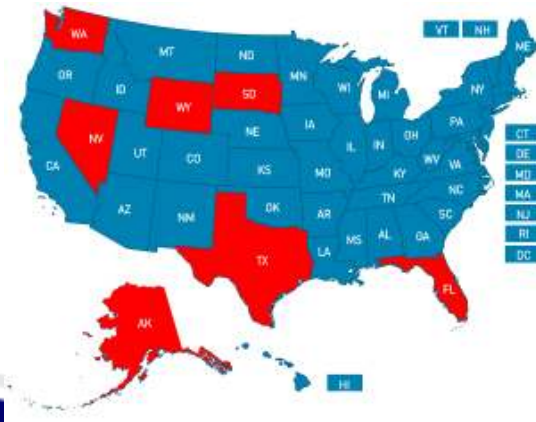 WA
VT NH
ME
MT ND
OR MN
ID WI NY
SD MI
WY
IA PA
NE
NV OH CT
IL IN
UT DE
CO WV VA
CA MD
KS MO KY
NC MA
TN
OK NJ
AZ NM AR SC
RI
MS AL GA
TX LA DC
FL
AK
HI